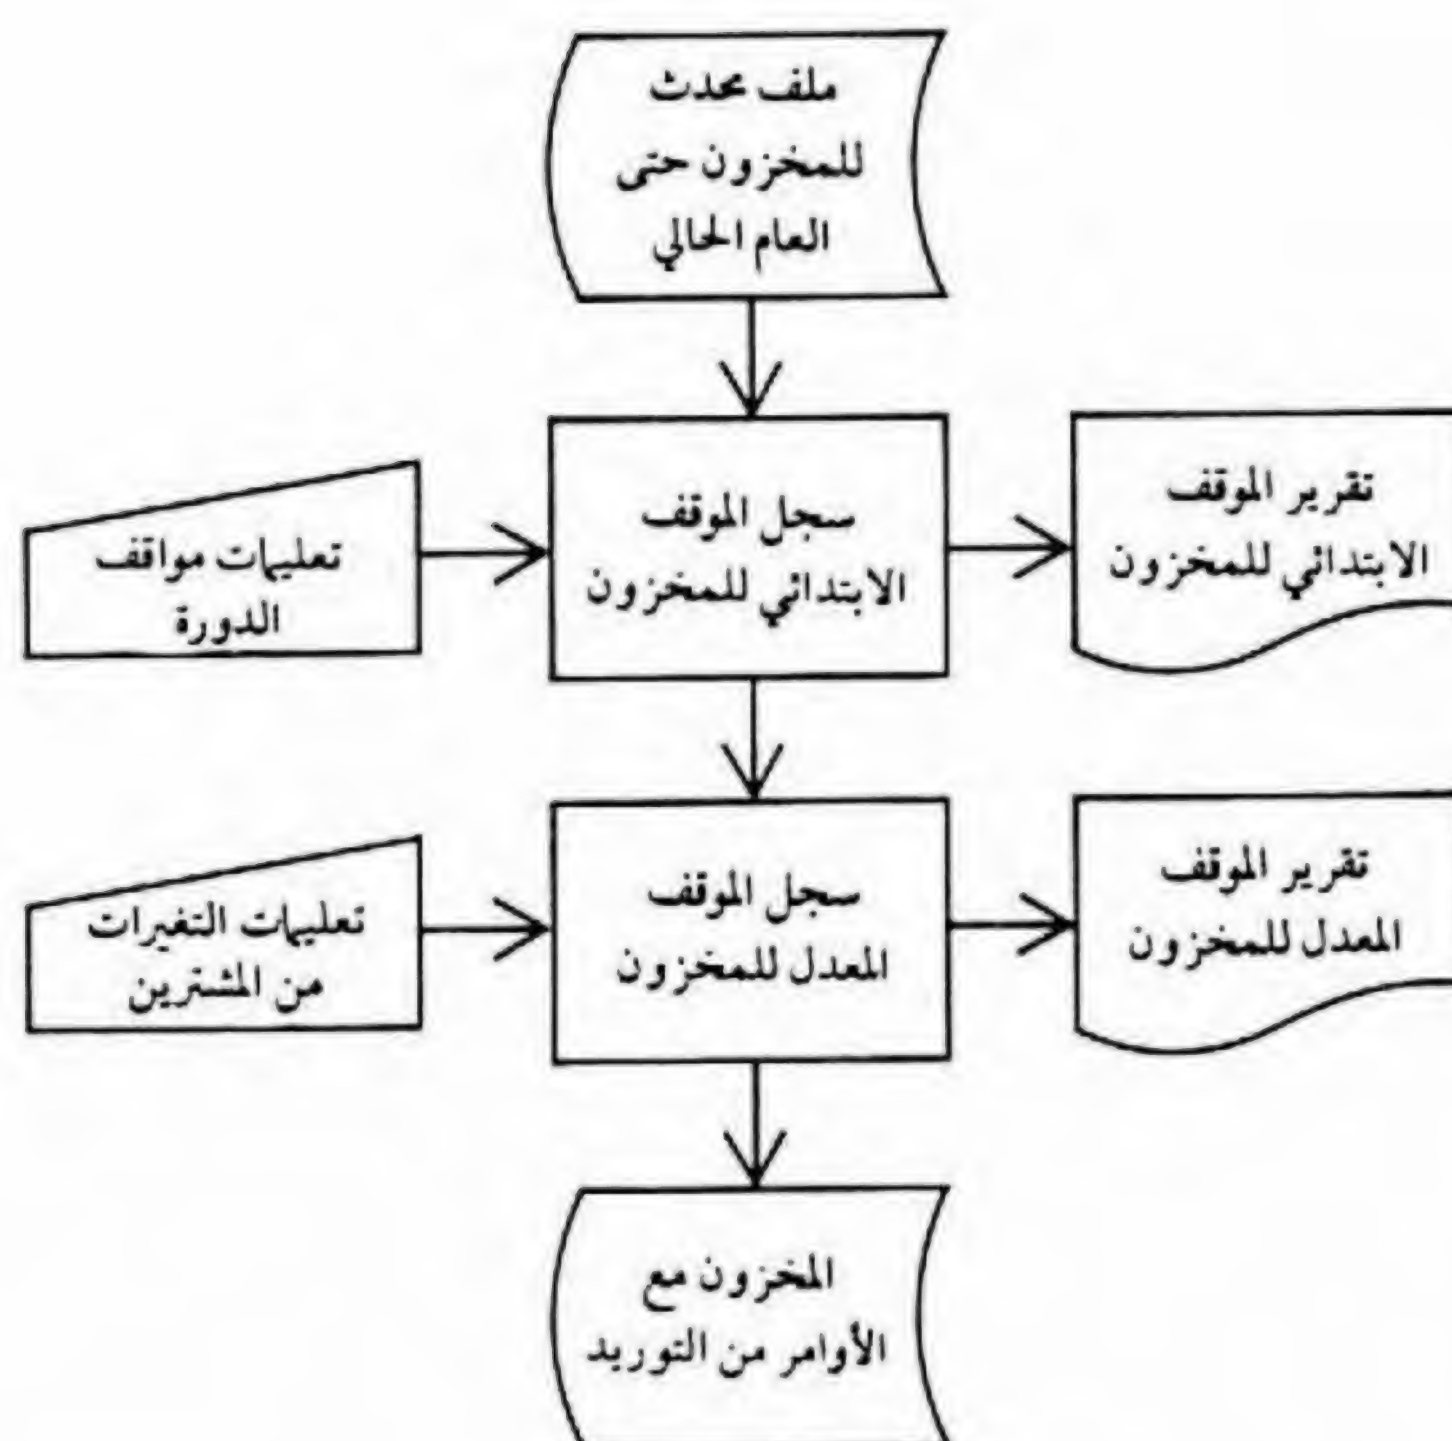 ملف محدث
للمخزون حتى
العام الحالي
تعليمات مواقف
الدورة
سجل الموقف
الابتدائي للمخزون
تقرير الموقف
الابتدائي للمخزون
تعليمات التغيرات
من المشترين
سجل الموقف
المعدل للمخزون
تقرير الموقف
المعدل للمخزون
المخزون مع
الأوامر من التوريد